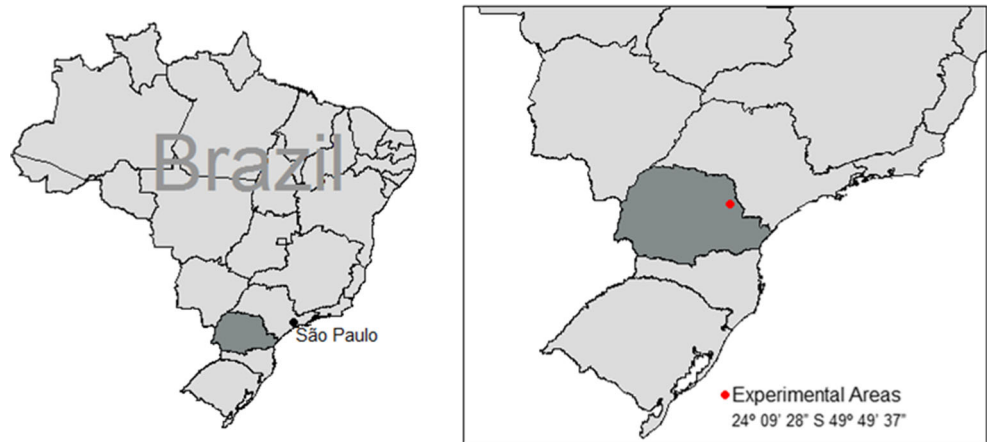 Brazil
São Paulo
Experimental Areas
24º 09' 28” S 49º 49' 37”